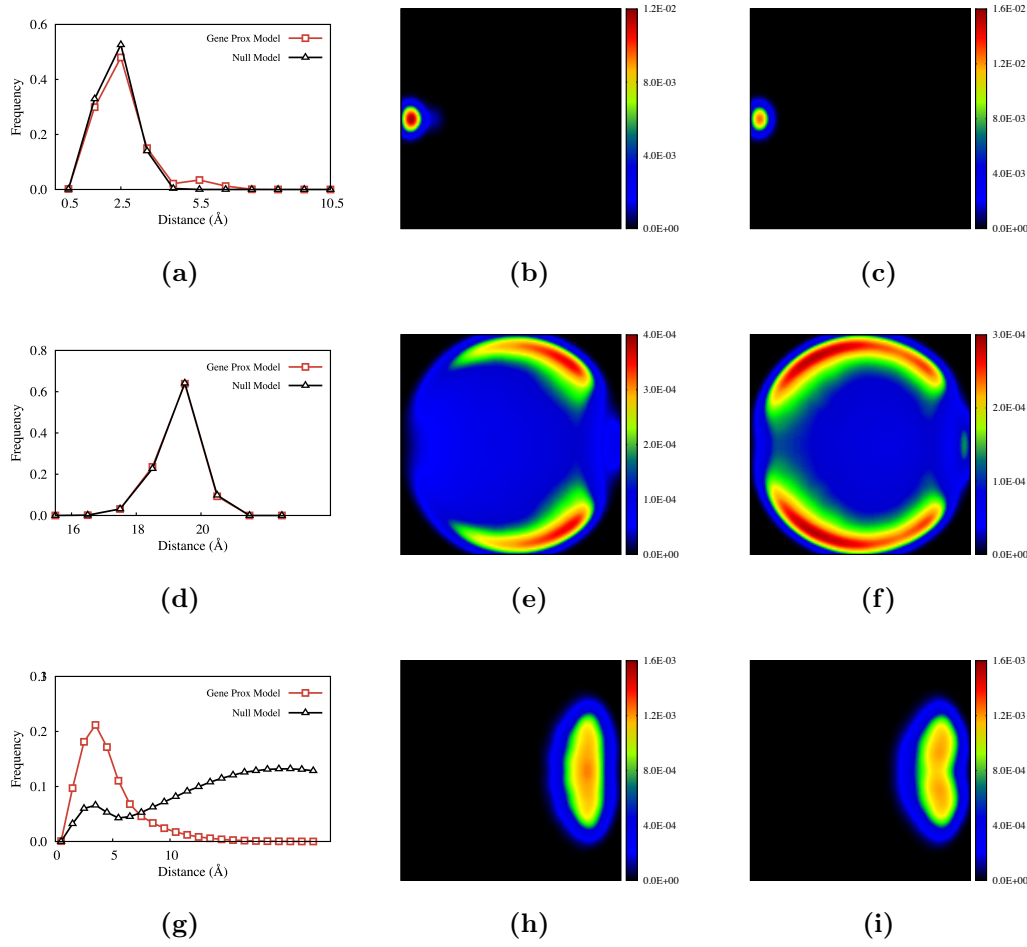 0.6
0.4
0.2
0.0
Frequency
Gene Prox Model
Null Model
0.5
2.5
5.5
10.5
Distance (Å)
(a)
1.2E-02
8.0E-03
4.0E-03
0.0E+00
(b)
1.6E-02
1.2E-02
8.0E-03
4.0E-03
0.0E+00
(c)
0.8
0.6
0.4
0.2
0.0
Frequency
Gene Prox Model
Null Model
16
18
20
Distance (Å)
(d)
4.0E-04
3.0E-04
2.0E-04
1.0E-04
0.0E+00
(e)
3.0E-04
2.0E-04
1.0E-04
0.0E+00
(f)
0.2
0.1
0.0
Frequency
Gene Prox Model
Null Model
0
5
10
Distance (Å)
(g)
1.6E-03
1.2E-03
8.0E-04
4.0E-04
0.0E+00
(h)
1.6E-03
1.2E-03
8.0E-04
4.0E-04
0.0E+00
(i)